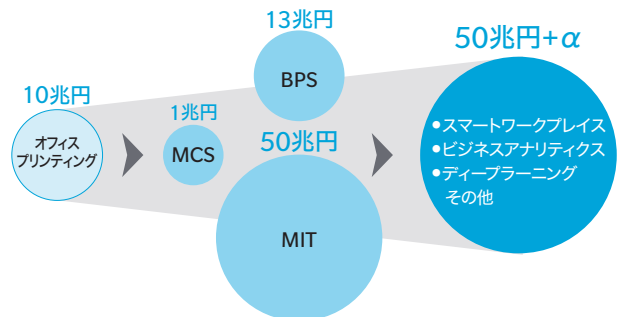 10兆円
オフィス
プリンティング
1兆円
MCS
13兆円
BPS
50兆円
MIT
50兆円+α
●スマートワークプレイス
●ビジネスアナリティクス
●ディープラーニング
その他